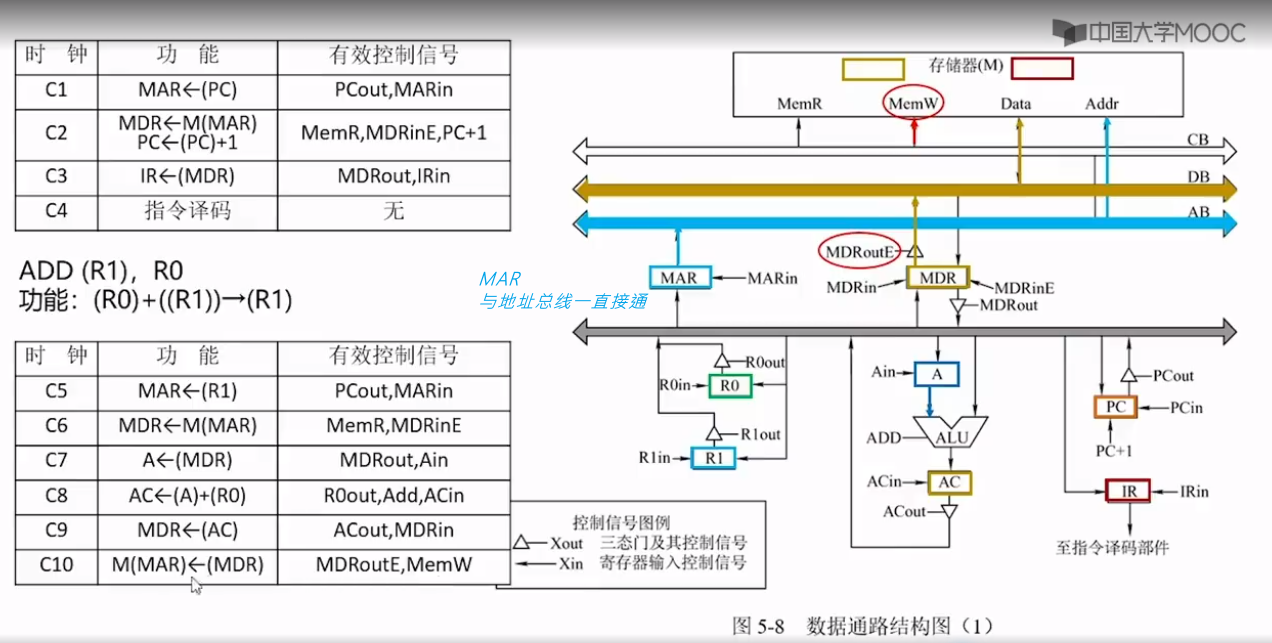 中国大学MOOC
时 钟 功 能 有效控制信号
C1 MAR←(PC) PCout,MARin
C2 MDR←M(MAR) PC←(PC)+1 MemR,MDRinE,PC+1
C3 IR←(MDR) MDRout,IRin
C4 指令译码 无
ADD (R1)，R0
功能：(R0)+((R1))→(R1)
时 钟 功 能 有效控制信号
C5 MAR←(R1) PCout,MARin
C6 MDR←M(MAR) MemR,MDRinE
C7 A←(MDR) MDRout,Ain
C8 AC←(A)+(R0) R0out,Add,ACin
C9 MDR←(AC) ACout,MDRin
C10 M(MAR)←(MDR) MDRoutE,MemW
MAR
与地址总线一直接通
存储器(M)
MemR MemW Data Addr
CB
DB
AB
MDRoutE
MAR MARin
MDRin MDR MDRinE
MDRout
R0out
R0in R0
R1out
R1in R1
Ain A
ADD ALU
ACin AC
ACout
PCout
PC PCin
PC+1
IR IRin
至指令译码部件
控制信号图例
Xout 三态门及其控制信号
Xin 寄存器输入控制信号
图 5-8 数据通路结构图（1）